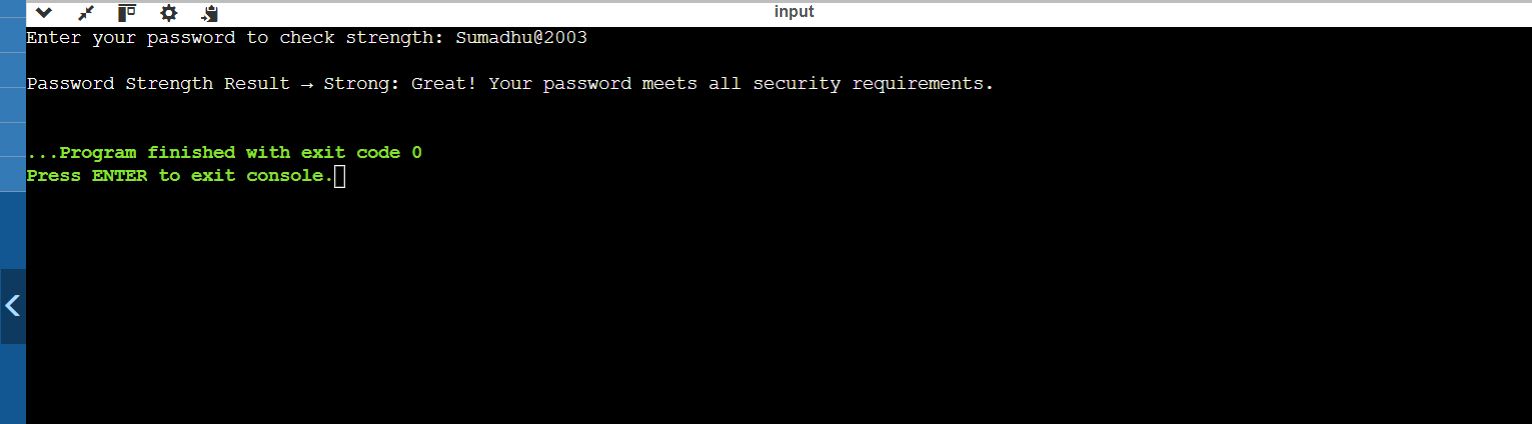 input
Enter your password to check strength: Sumadhu@2003
Password Strength Result → Strong: Great! Your password meets all security requirements.
...Program finished with exit code 0
Press ENTER to exit console.